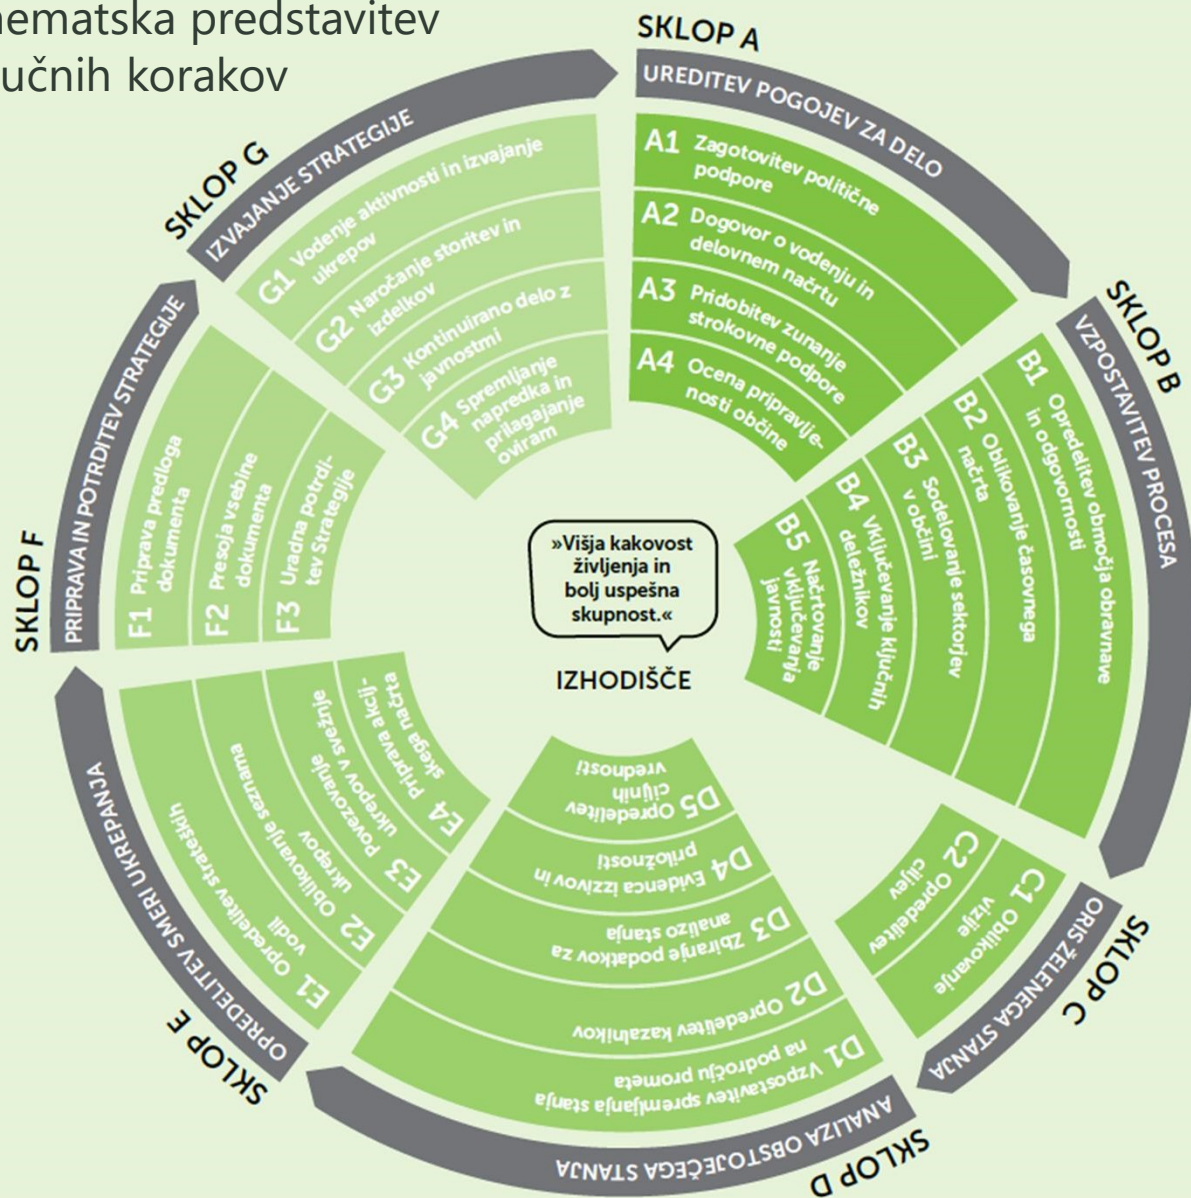 ematska predstavitev
učnih korakov
SKLOP A
UREDITEV POGOJEV ZA DELO
A1 Zagotovitev politične
podpore
A2 Dogovor o vodenju in
delovnem načrtu
A3 Pridobitev zunanje
strokovne podpore
A4 Ocena pripravlje-
nosti občine
SKLOP B
VZPOSTAVITEV PROCESA
B1 Opredelitev območja obravnave
in odgovornosti
B2 Oblikovanje časovnega
načrta
B3 Sodelovanje sektorjev
v občini
B4 Vključevanje ključnih
deležnikov
B5 Načrtovanje
vključevanja
javnosti
SKLOP C
ORIS ŽELENEGA STANJA
C1 Oblikovanje
vizije
C2 Opredelitev
ciljev
SKLOP D
ANALIZA OBSTOJEČEGA STANJA
D1 Vzpostavitev spremljanja stanja
na področju prometa
D2 Opredelitev kazalnikov
D3 Zbiranje podatkov za
analizo stanja
D4 Evidenca izzivov in
priložnosti
D5 Opredelitev
ciljnih
vrednosti
SKLOP E
OPREDELITEV SMERI UKREPANJA
E1 Opredelitev strateških
vodil
E2 Oblikovanje seznama
ukrepov
E3 Povezovanje
ukrepov v svežnje
E4 Priprava akcij-
skega načrta
SKLOP F
PRIPRAVA IN POTRDITEV STRATEGIJE
F1 Priprava predloga
dokumenta
F2 Presoja vsebine
dokumenta
F3 Uradna potrdi-
tev Strategije
SKLOP G
IZVAJANJE STRATEGIJE
G1 Vodenje aktivnosti in izvajanje
ukrepov
G2 Naročanje storitev in
izdelkov
G3 Kontinuirano delo z
javnostmi
G4 Spremljanje
napredka in
prilagajanje
oviram
»Višja kakovost
življenja in
bolj uspešna
skupnost.«
IZHODIŠČE